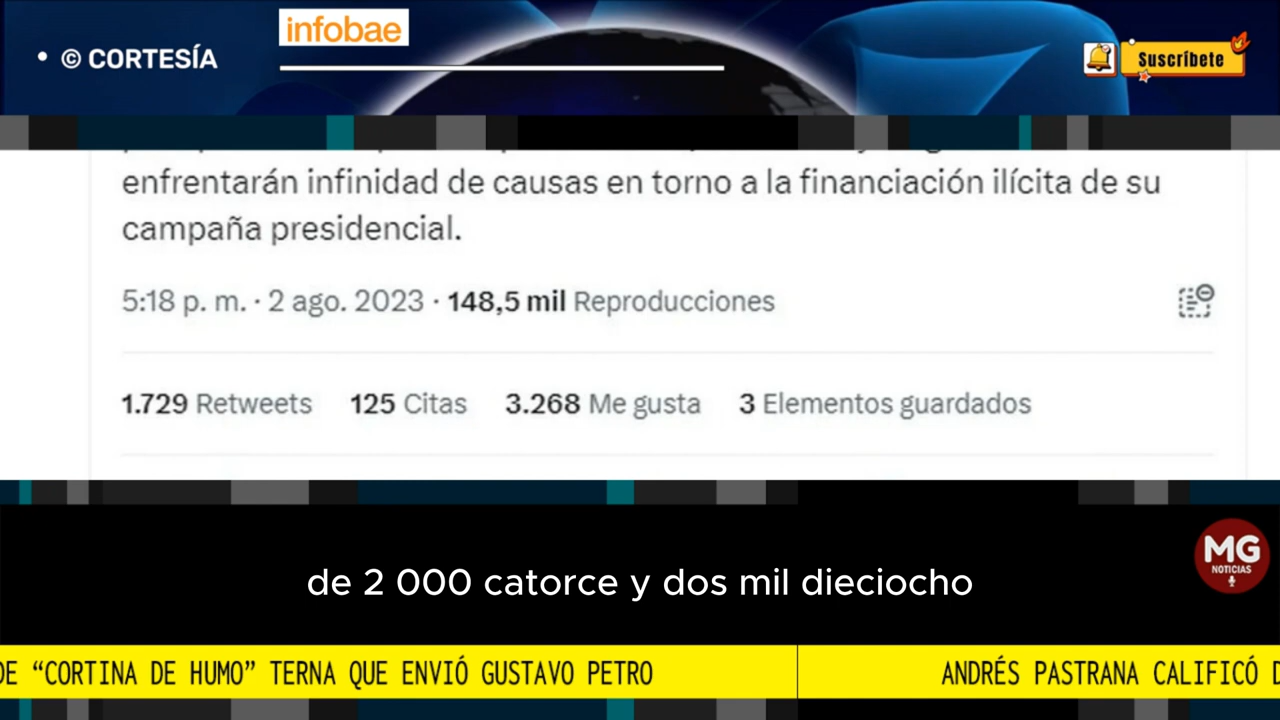 • © CORTESÍA
infobae
Suscríbete
enfrentarán infinidad de causas en torno a la financiación ilícita de su
campaña presidencial.
5:18 p. m. · 2 ago. 2023 · 148,5 mil Reproducciones
1.729 Retweets 125 Citas 3.268 Me gusta 3 Elementos guardados
MG
NOTICIAS
de 2 000 catorce y dos mil dieciocho
DE “CORTINA DE HUMO” TERNA QUE ENVIÓ GUSTAVO PETRO
ANDRÉS PASTRANA CALIFICÓ D